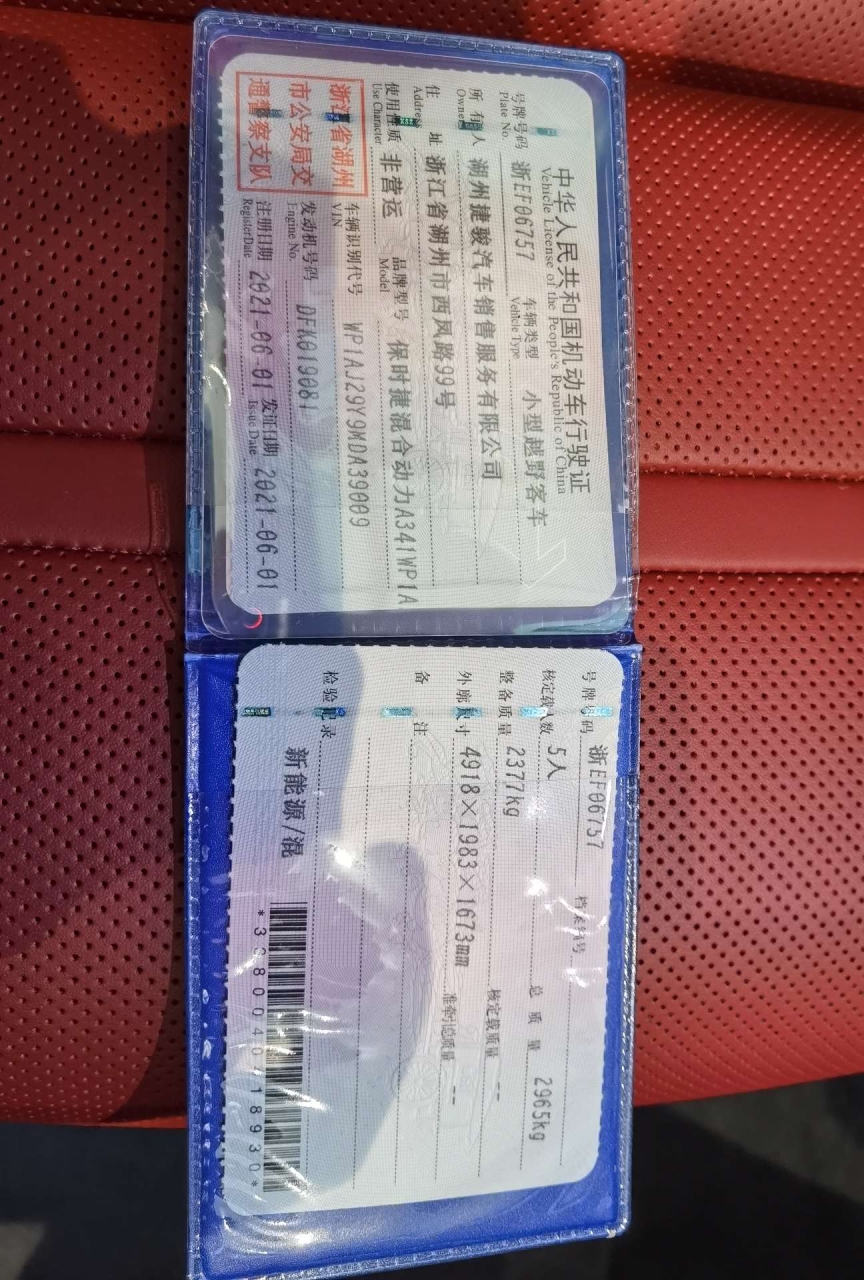 中华人民共和国机动车行驶证
Vehicle License of the People's Republic of China
号牌号码 浙EF06757 车辆类型 小型越野客车
Plate No. Vehicle Type
所有人 湖州捷骏汽车销售服务有限公司
Owner
住址 浙江省湖州市西凤路99号
Address
使用性质 非营运 品牌型号 保时捷混合动力A341WP1A
Use Character Model
浙江省湖州
市公安局交
通警察支队
车辆识别代号 WP1AJ29Y9MDA39009
VIN
发动机号码 DFK019081
Engine No.
注册日期 2021-06-01 发证日期 2021-06-01
Register Date Issue Date
号牌号码 浙EF06757 档案编号
核定载人数 5人 总质量 2965kg
整备质量 2377kg 核定载质量 --
外廓尺寸 4918×1983×1673mm 准牵引总质量 --
备注
检验记录
新能源/混
*3380040418930*